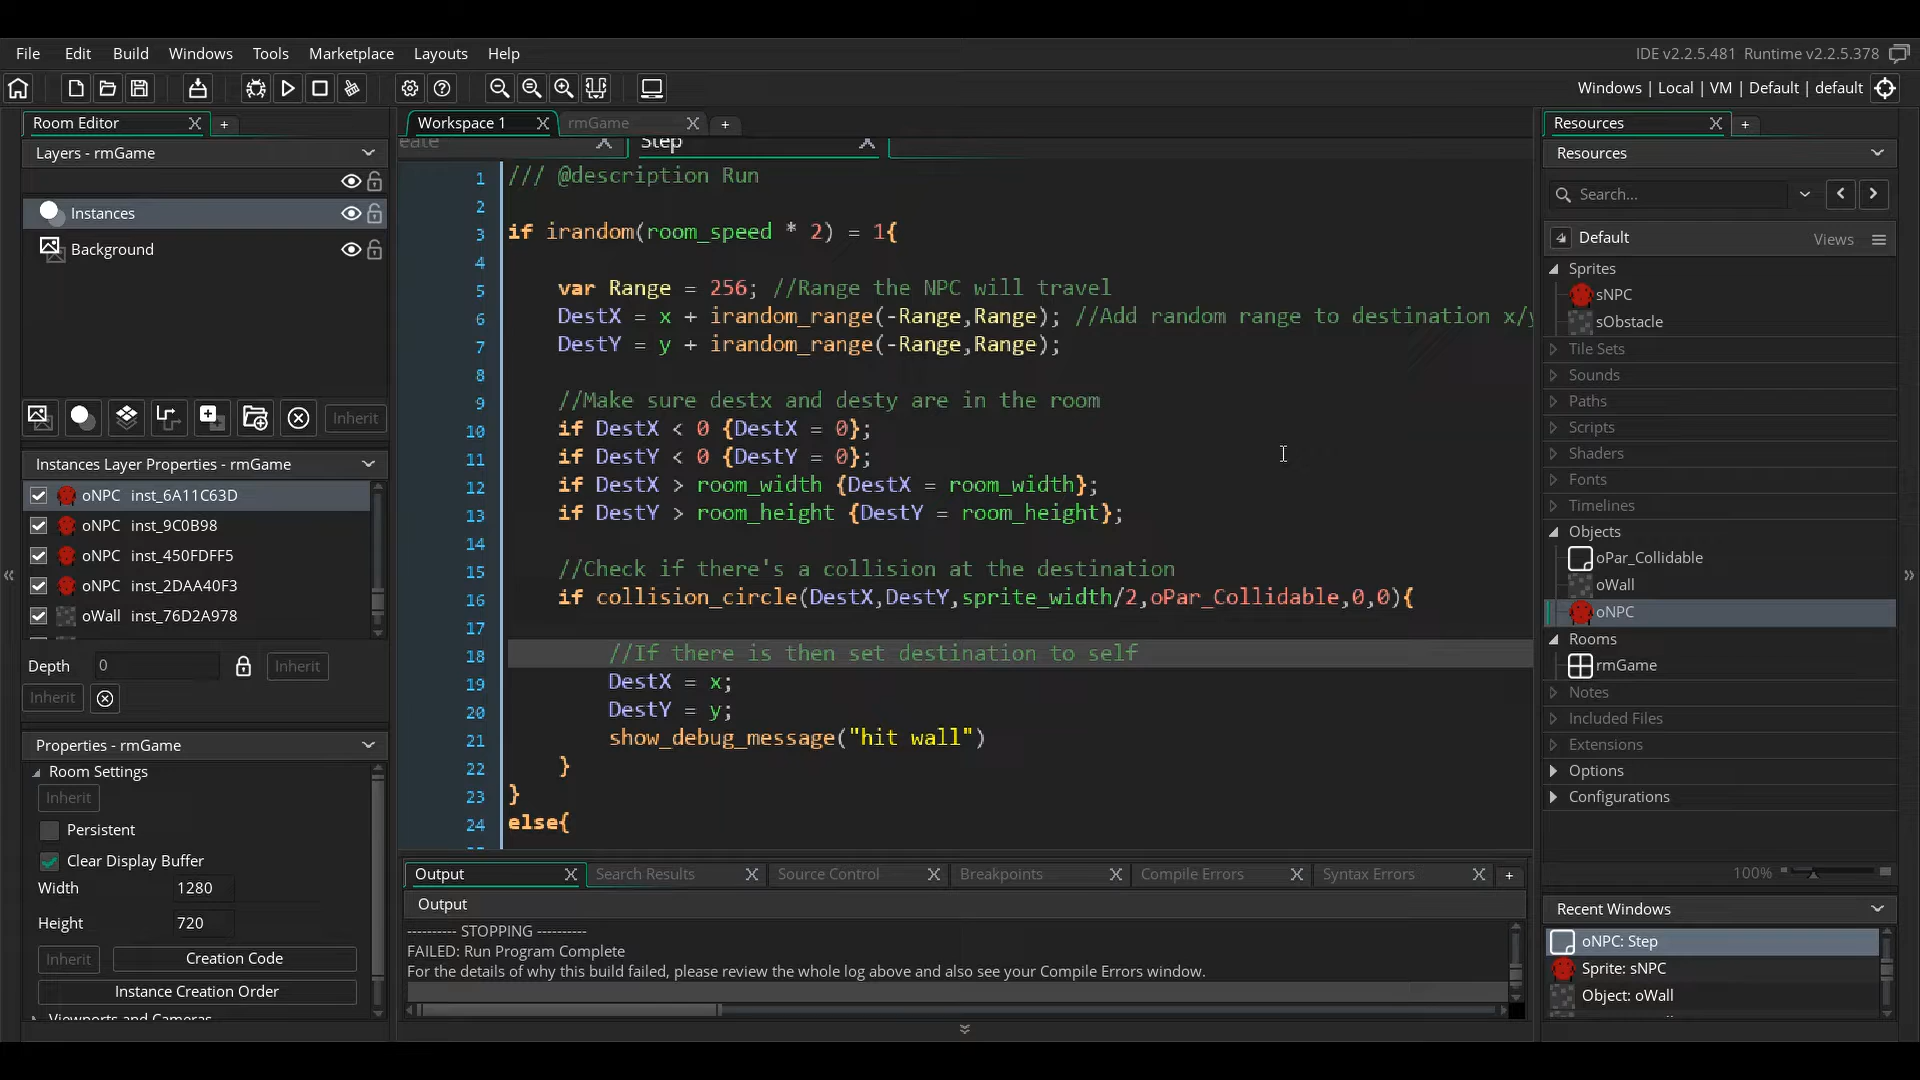 File Edit Build Windows Tools Marketplace Layouts Help
IDE v2.2.5.481 Runtime v2.2.5.378
Windows | Local | VM | Default | default
Room Editor
Layers - rmGame
Instances
Background
Inherit
Instances Layer Properties - rmGame
oNPC inst_6A11C63D
oNPC inst_9C0B98
oNPC inst_450FDFF5
oNPC inst_2DAA40F3
oWall inst_76D2A978
Depth 0 Inherit
Inherit
Properties - rmGame
Room Settings
Inherit
Persistent
Clear Display Buffer
Width 1280
Height 720
Inherit Creation Code
Instance Creation Order
Viewports and Cameras
Workspace 1 rmGame
eate Step
1 /// @description Run
2
3 if irandom(room_speed * 2) = 1{
4
5 var Range = 256; //Range the NPC will travel
6 DestX = x + irandom_range(-Range,Range); //Add random range to destination x/y
7 DestY = y + irandom_range(-Range,Range);
8
9 //Make sure destx and desty are in the room
10 if DestX < 0 {DestX = 0};
11 if DestY < 0 {DestY = 0};
12 if DestX > room_width {DestX = room_width};
13 if DestY > room_height {DestY = room_height};
14
15 //Check if there's a collision at the destination
16 if collision_circle(DestX,DestY,sprite_width/2,oPar_Collidable,0,0){
17
18 //If there is then set destination to self
19 DestX = x;
20 DestY = y;
21 show_debug_message("hit wall")
22 }
23 }
24 else{
Output Search Results Source Control Breakpoints Compile Errors Syntax Errors
Output
---------- STOPPING ----------
FAILED: Run Program Complete
For the details of why this build failed, please review the whole log above and also see your Compile Errors window.
Resources
Resources
Search...
Default Views
Sprites
sNPC
sObstacle
Tile Sets
Sounds
Paths
Scripts
Shaders
Fonts
Timelines
Objects
oPar_Collidable
oWall
oNPC
Rooms
rmGame
Notes
Included Files
Extensions
Options
Configurations
100%
Recent Windows
oNPC: Step
Sprite: sNPC
Object: oWall